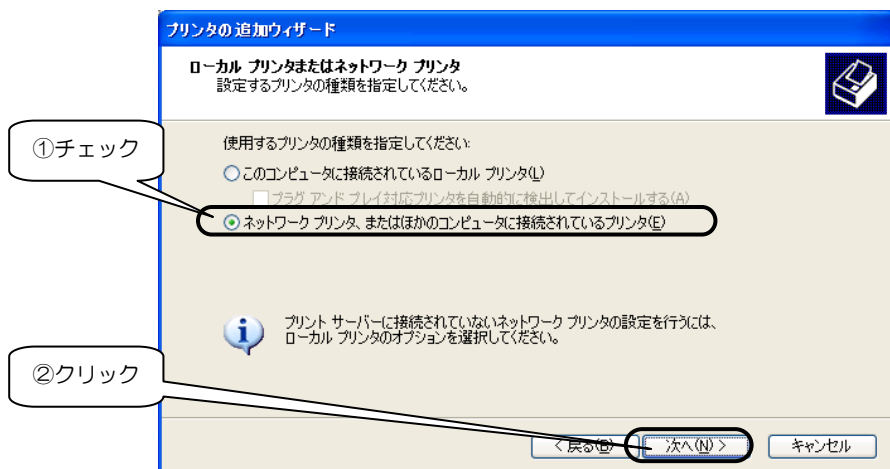 プリンタの追加ウィザード
ローカル プリンタまたはネットワーク プリンタ
設定するプリンタの種類を指定してください。
①チェック
使用するプリンタの種類を指定してください:
このコンピュータに接続されているローカル プリンタ(L)
プラグ アンド プレイ対応プリンタを自動的に検出してインストールする(A)
ネットワーク プリンタ、またはほかのコンピュータに接続されているプリンタ(E)
プリント サーバーに接続されていないネットワーク プリンタの設定を行うには、
ローカル プリンタのオプションを選択してください。
②クリック
< 戻る(B) 次へ(N) > キャンセル